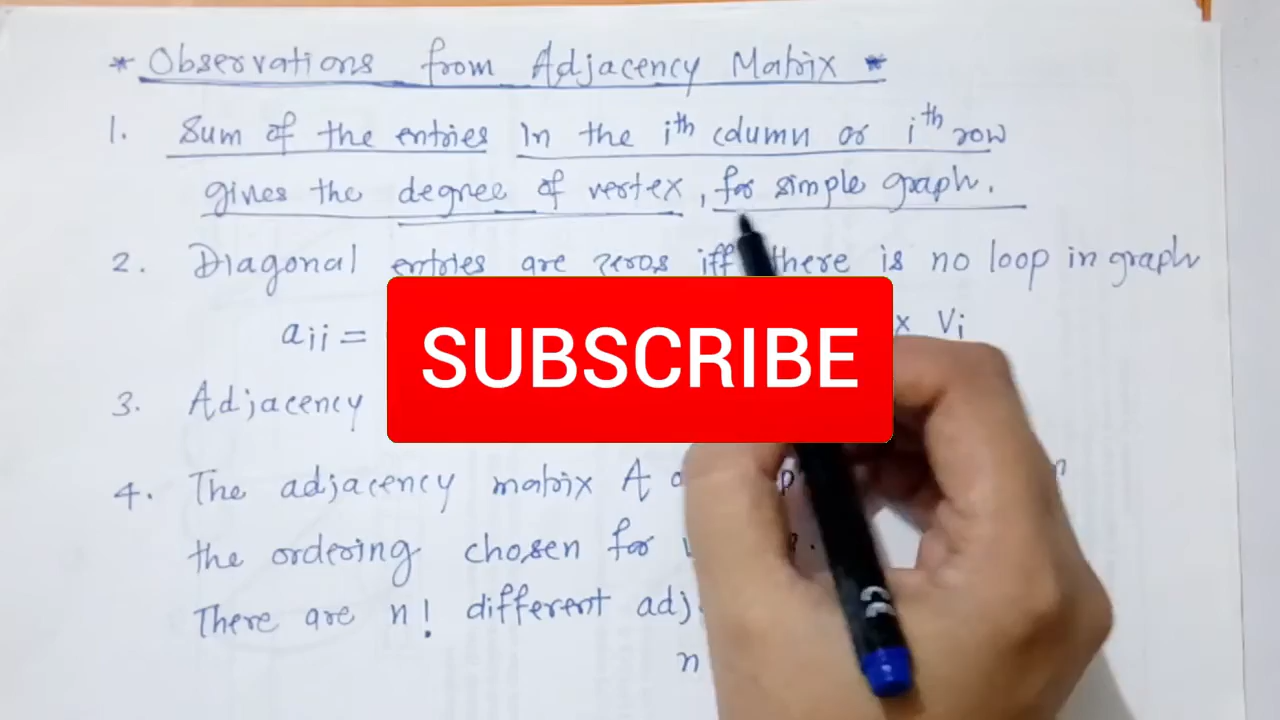 * Observations from Adjacency Matrix *
1. Sum of the entries in the ith column or ith row
gives the degree of vertex, for simple graph.
2. Diagonal entries are zeros iff there is no loop in graph
aii = x Vi
SUBSCRIBE
3. Adjacency
4. The adjacency matrix A
the ordering chosen for
There are n! different adj
n
CE